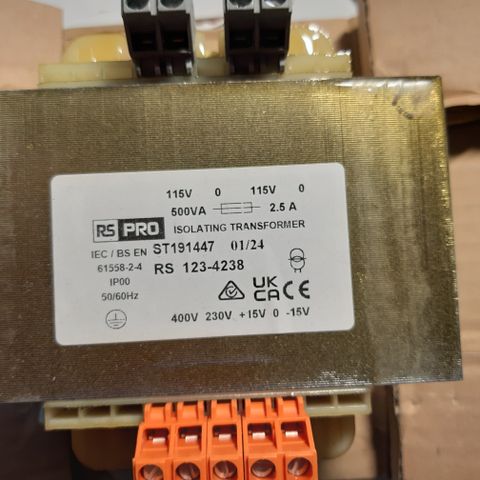 115V 0 115V 0
500VA 2.5 A
RS PRO ISOLATING TRANSFORMER
IEC / BS EN ST191447 01/24
61558-2-4 RS 123-4238
IP00
50/60Hz
UK
CA CE
400V 230V +15V 0 -15V